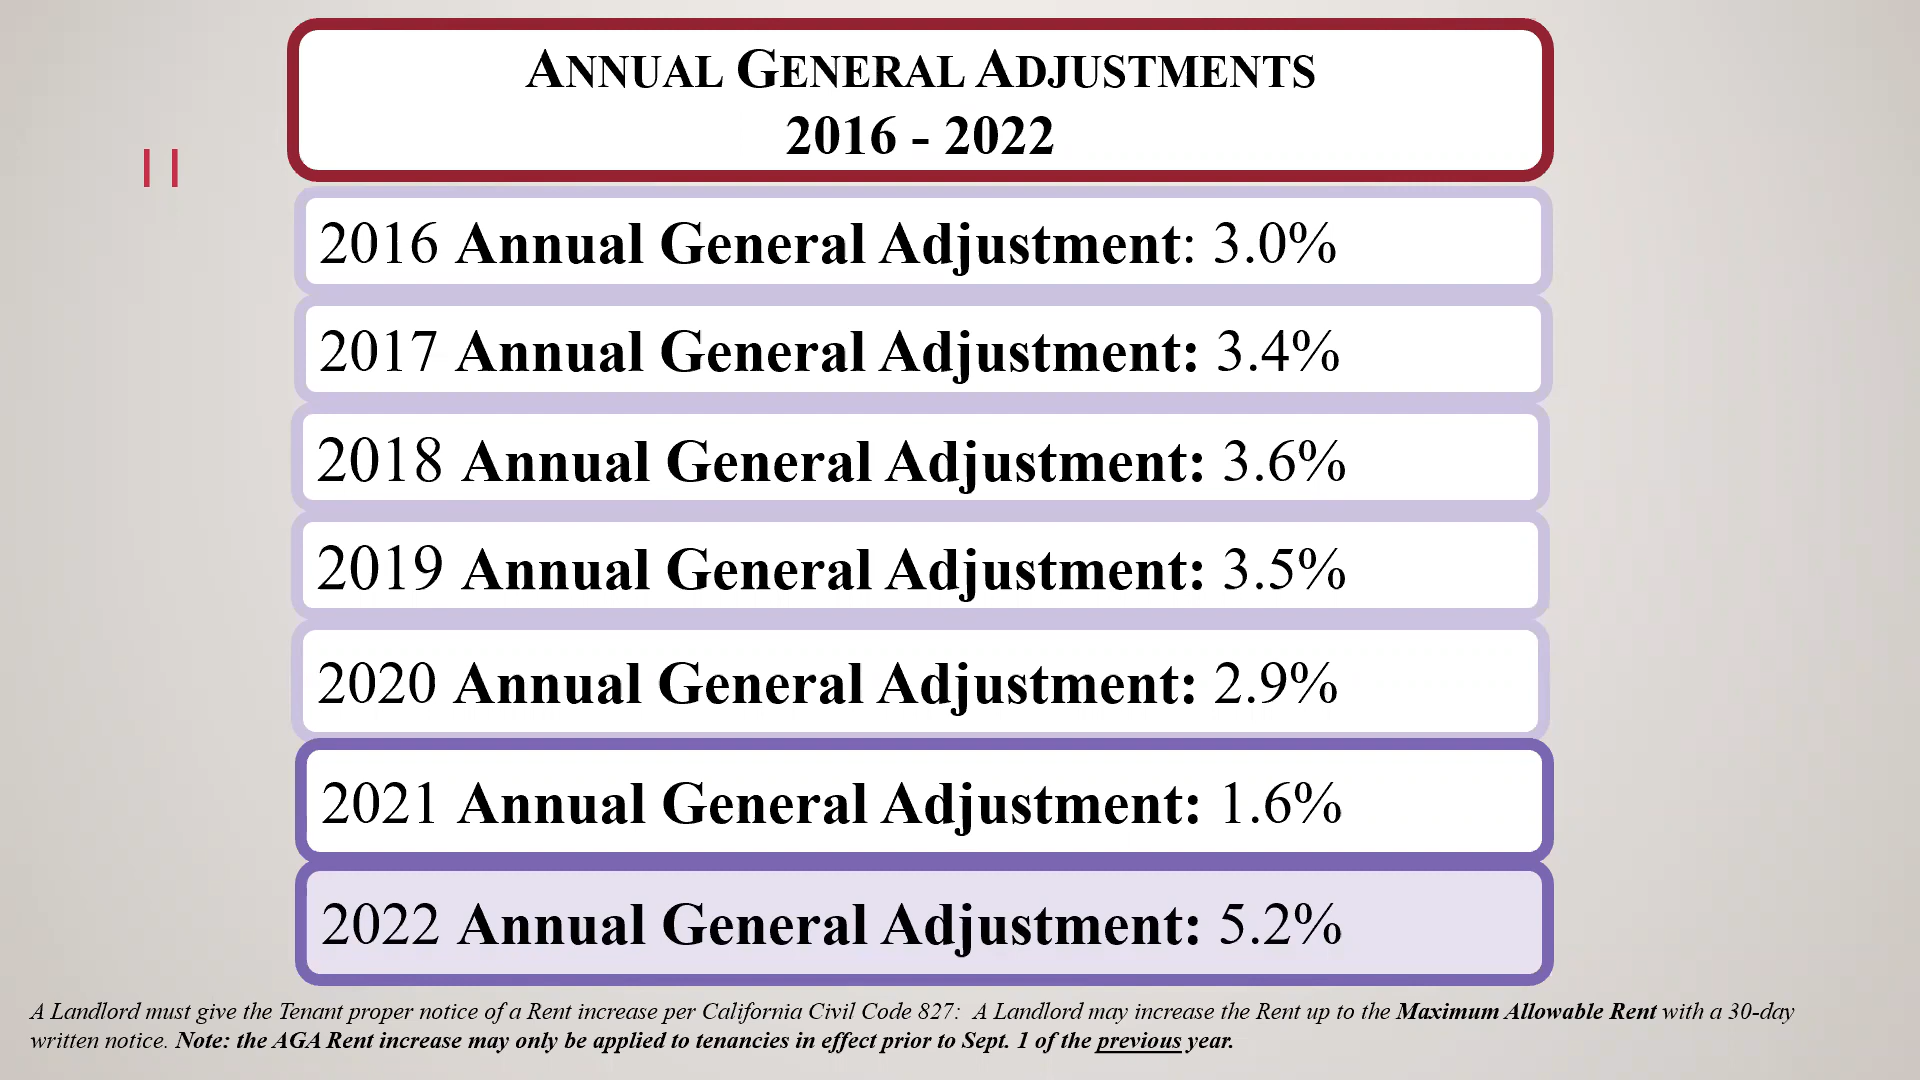 ANNUAL GENERAL ADJUSTMENTS
2016 - 2022
11
2016 Annual General Adjustment: 3.0%
2017 Annual General Adjustment: 3.4%
2018 Annual General Adjustment: 3.6%
2019 Annual General Adjustment: 3.5%
2020 Annual General Adjustment: 2.9%
2021 Annual General Adjustment: 1.6%
2022 Annual General Adjustment: 5.2%
A Landlord must give the Tenant proper notice of a Rent increase per California Civil Code 827: A Landlord may increase the Rent up to the Maximum Allowable Rent with a 30-day
written notice. Note: the AGA Rent increase may only be applied to tenancies in effect prior to Sept. 1 of the previous year.